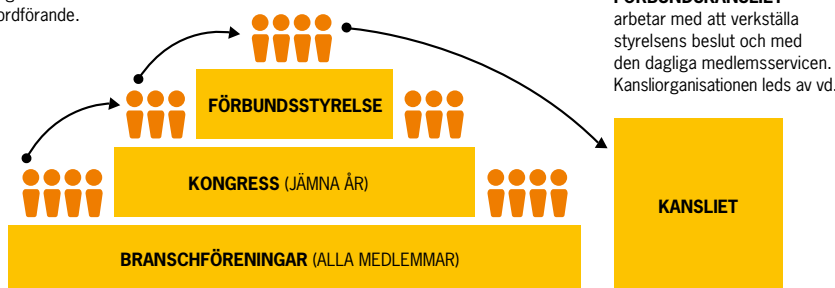 ordförande.
FÖRBUNDSKANSLIET
arbetar med att verkställa
styrelsens beslut och med
den dagliga medlemsservicen.
Kansliorganisationen leds av vd.
FÖRBUNDSSTYRELSE
KONGRESS (JÄMNA ÅR)
KANSLIET
BRANSCHFÖRENINGAR (ALLA MEDLEMMAR)